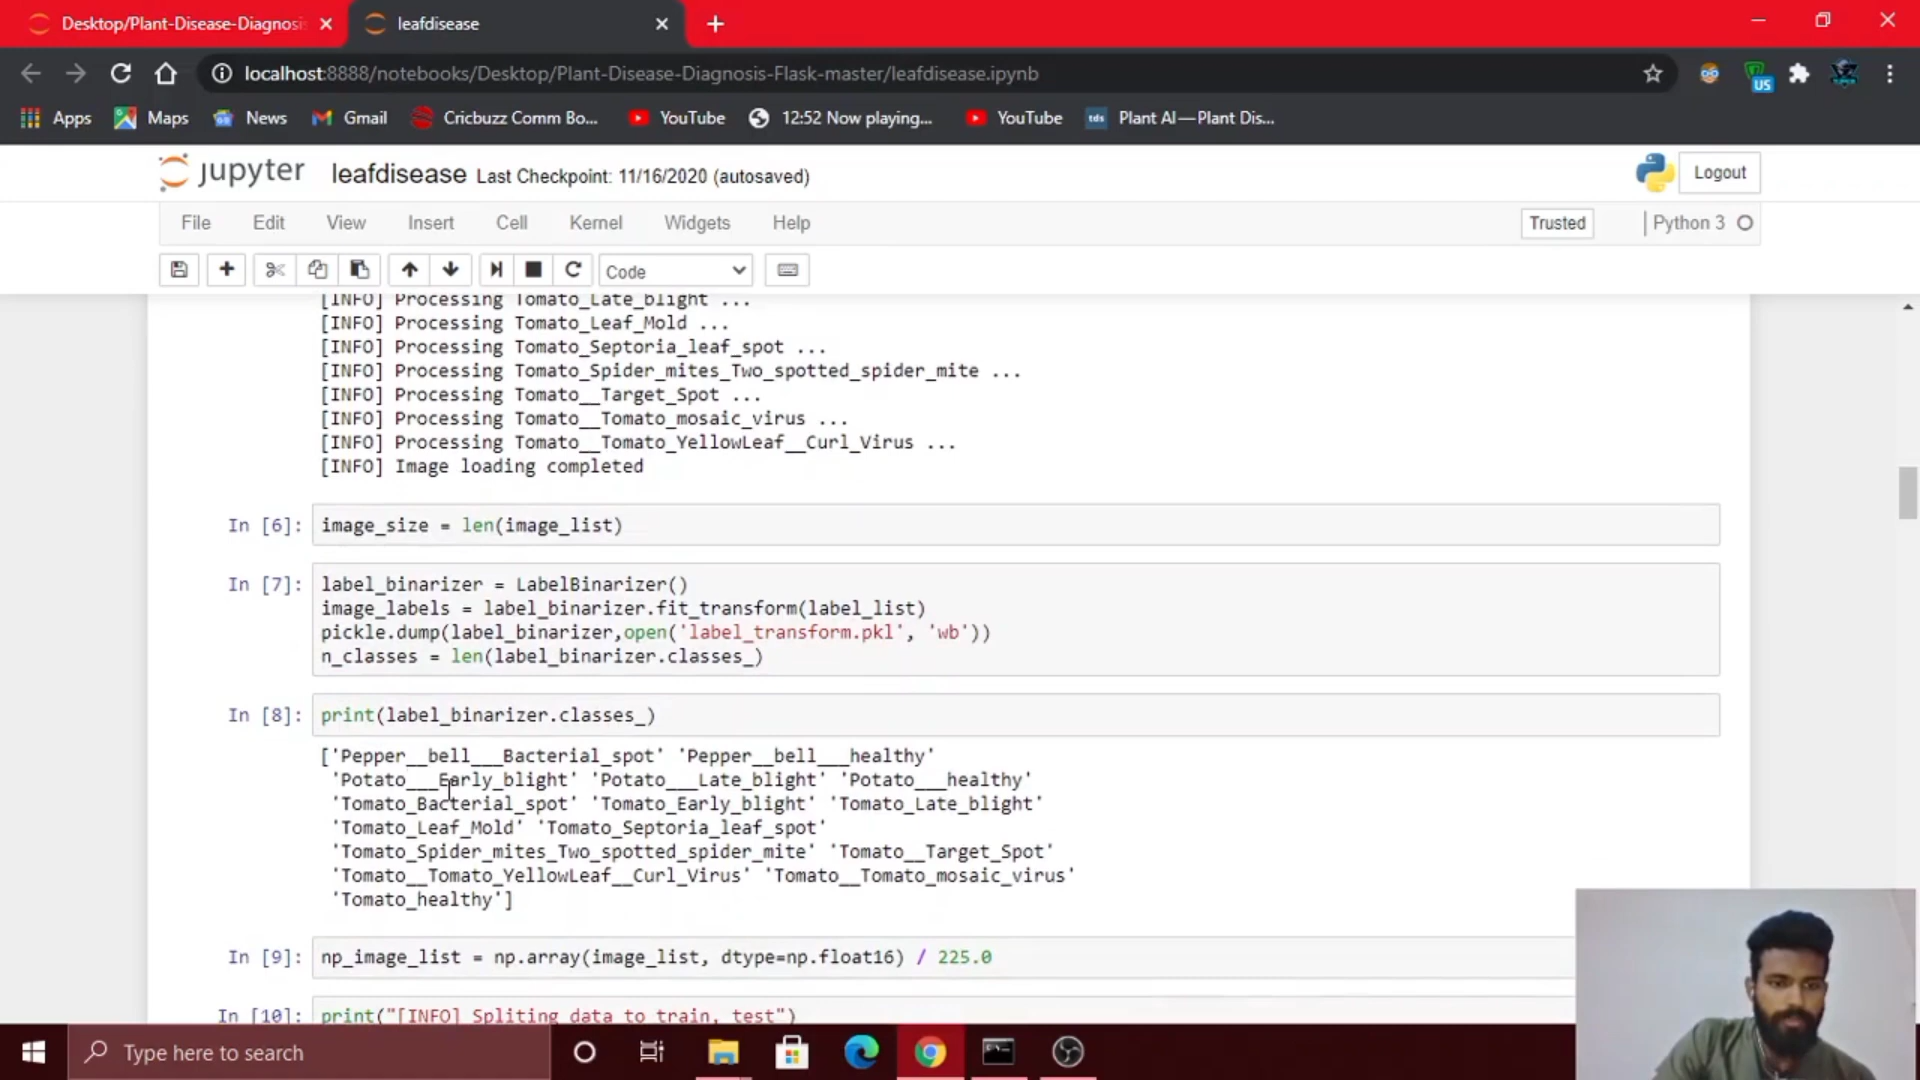 Desktop/Plant-Disease-Diagnosis
leafdisease
localhost:8888/notebooks/Desktop/Plant-Disease-Diagnosis-Flask-master/leafdisease.ipynb
US
Apps Maps News Gmail Cricbuzz Comm Bo... YouTube 12:52 Now playing... YouTube tds Plant AI—Plant Dis...
jupyter leafdisease Last Checkpoint: 11/16/2020 (autosaved) Logout
File Edit View Insert Cell Kernel Widgets Help Trusted Python 3
Code
[INFO] Processing Tomato_Late_blight ...
[INFO] Processing Tomato_Leaf_Mold ...
[INFO] Processing Tomato_Septoria_leaf_spot ...
[INFO] Processing Tomato_Spider_mites_Two_spotted_spider_mite ...
[INFO] Processing Tomato__Target_Spot ...
[INFO] Processing Tomato__Tomato_mosaic_virus ...
[INFO] Processing Tomato__Tomato_YellowLeaf__Curl_Virus ...
[INFO] Image loading completed
In [6]: image_size = len(image_list)
In [7]: label_binarizer = LabelBinarizer()
image_labels = label_binarizer.fit_transform(label_list)
pickle.dump(label_binarizer,open('label_transform.pkl', 'wb'))
n_classes = len(label_binarizer.classes_)
In [8]: print(label_binarizer.classes_)
['Pepper__bell___Bacterial_spot' 'Pepper__bell___healthy'
'Potato___Early_blight' 'Potato___Late_blight' 'Potato___healthy'
'Tomato_Bacterial_spot' 'Tomato_Early_blight' 'Tomato_Late_blight'
'Tomato_Leaf_Mold' 'Tomato_Septoria_leaf_spot'
'Tomato_Spider_mites_Two_spotted_spider_mite' 'Tomato__Target_Spot'
'Tomato__Tomato_YellowLeaf__Curl_Virus' 'Tomato__Tomato_mosaic_virus'
'Tomato_healthy']
In [9]: np_image_list = np.array(image_list, dtype=np.float16) / 225.0
In [10]: print("[INFO] Spliting data to train, test")
Type here to search